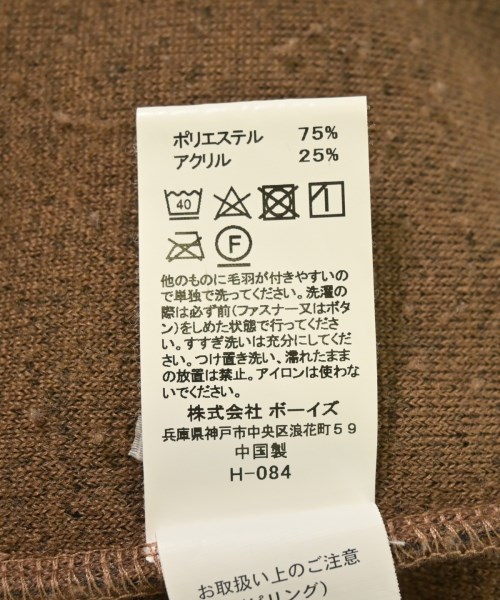 ポリエステル 75%
アクリル 25%
40
F
他のものに毛羽が付きやすいの
で単独で洗ってください。洗濯の
際は必ず前(ファスナー又はボタ
ン)をしめた状態で行ってくださ
い。すすぎ洗いは充分にしてくだ
さい。つけ置き洗い、濡れたまま
の放置は禁止。アイロンは使わな
いでください。
株式会社 ボーイズ
兵庫県神戸市中央区浪花町59
中国製
H-084
お取扱い上のご注意
ピリング)